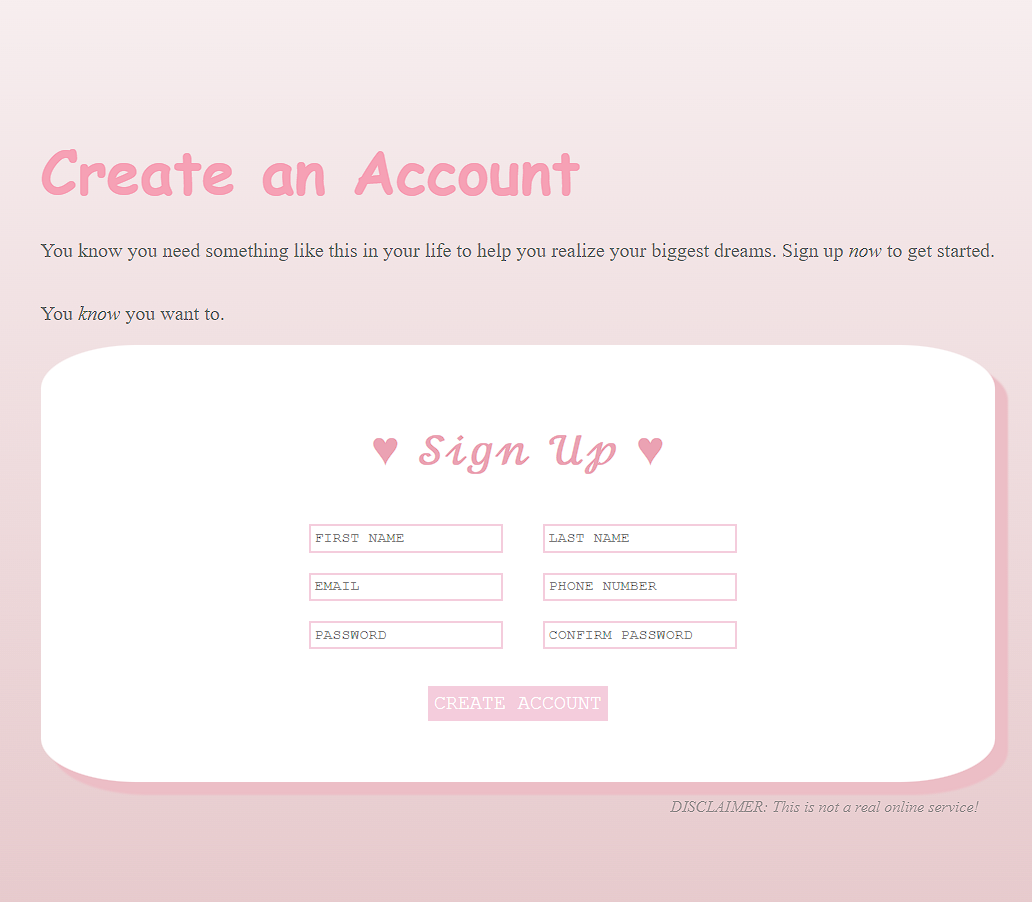 Create an Account
You know you need something like this in your life to help you realize your biggest dreams. Sign up now to get started.
You know you want to.
♥ Sign Up ♥
FIRST NAME LAST NAME
EMAIL PHONE NUMBER
PASSWORD CONFIRM PASSWORD
CREATE ACCOUNT
DISCLAIMER: This is not a real online service!